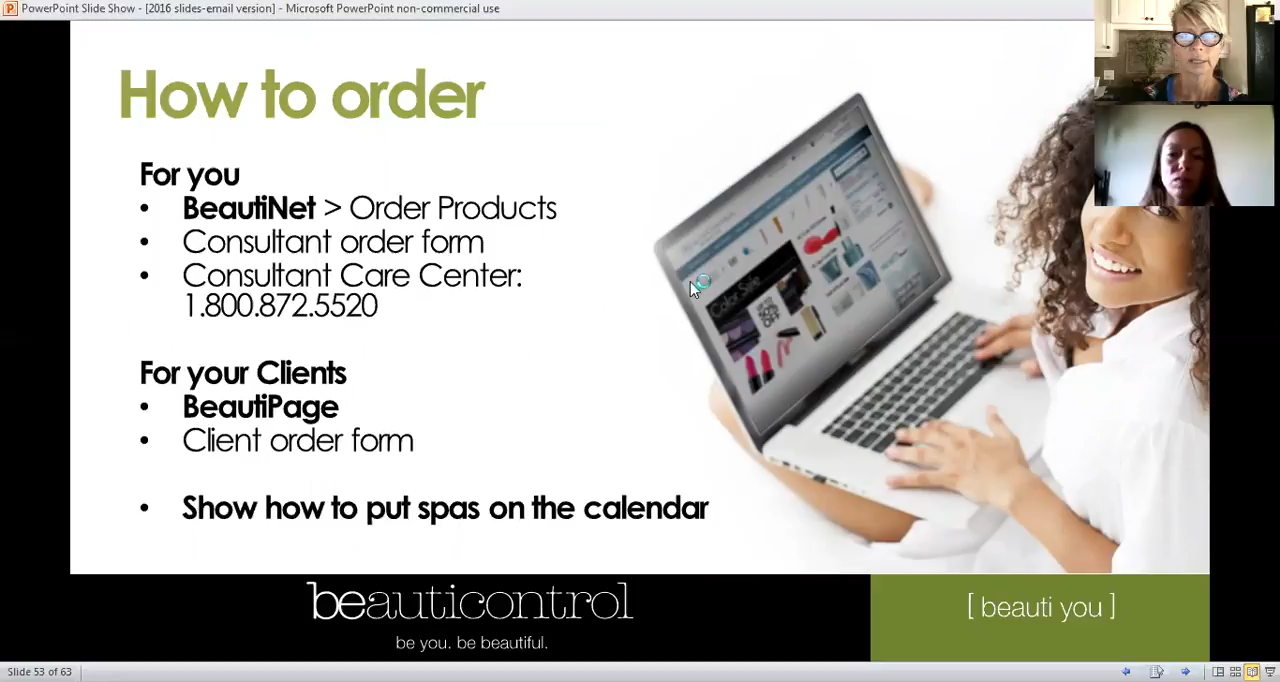 PowerPoint Slide Show - [2016 slides-email version] - Microsoft PowerPoint non-commercial use
How to order
For you
• BeautiNet > Order Products
• Consultant order form
• Consultant Care Center:
1.800.872.5520
For your Clients
• BeautiPage
• Client order form
• Show how to put spas on the calendar
Color Sale
beauticontrol
be you. be beautiful.
[ beauti you ]
Slide 53 of 63